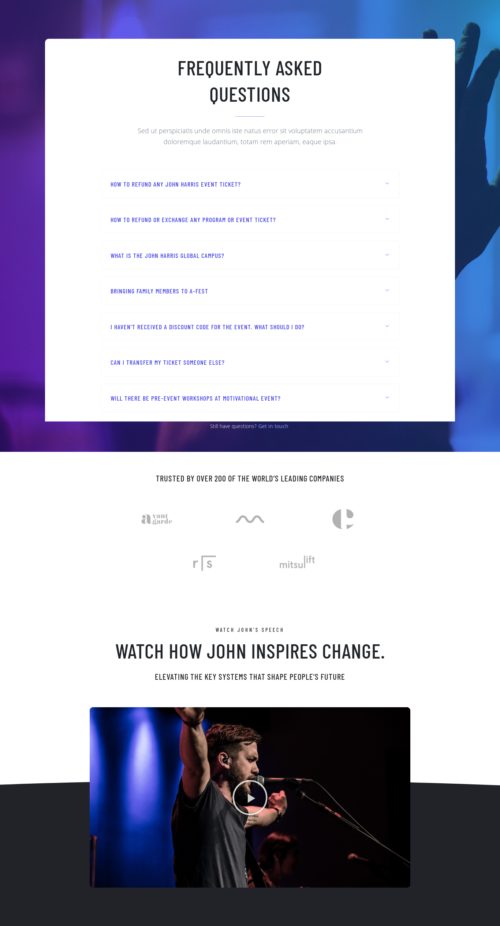 FREQUENTLY ASKED
QUESTIONS
Sed ut perspiciatis unde omnis iste natus error sit voluptatem accusantium
doloremque laudantium, totam rem aperiam, eaque ipsa
HOW TO REFUND ANY JOHN HARRIS EVENT TICKET?
HOW TO REFUND OR EXCHANGE ANY PROGRAM OR EVENT TICKET?
WHAT IS THE JOHN HARRIS GLOBAL CAMPUS?
BRINGING FAMILY MEMBERS TO A-FEST
I HAVEN'T RECEIVED A DISCOUNT CODE FOR THE EVENT. WHAT SHOULD I DO?
CAN I TRANSFER MY TICKET SOMEONE ELSE?
WILL THERE BE PRE-EVENT WORKSHOPS AT MOTIVATIONAL EVENT?
Still have questions? Get in touch
TRUSTED BY OVER 200 OF THE WORLD'S LEADING COMPANIES
a vant
garde
r s
mitsui lift
WATCH JOHN'S SPEECH
WATCH HOW JOHN INSPIRES CHANGE.
ELEVATING THE KEY SYSTEMS THAT SHAPE PEOPLE'S FUTURE